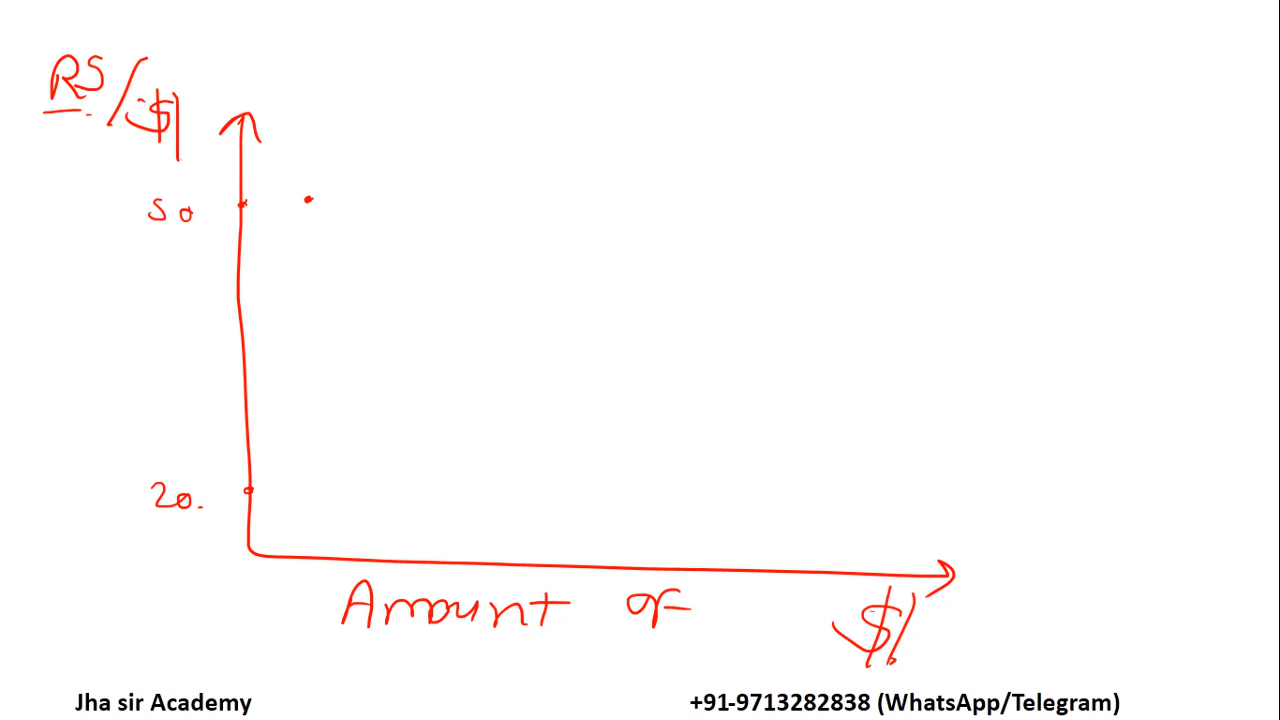 RS/$
50
20.
Amount of $
Jha sir Academy
+91-9713282838 (WhatsApp/Telegram)